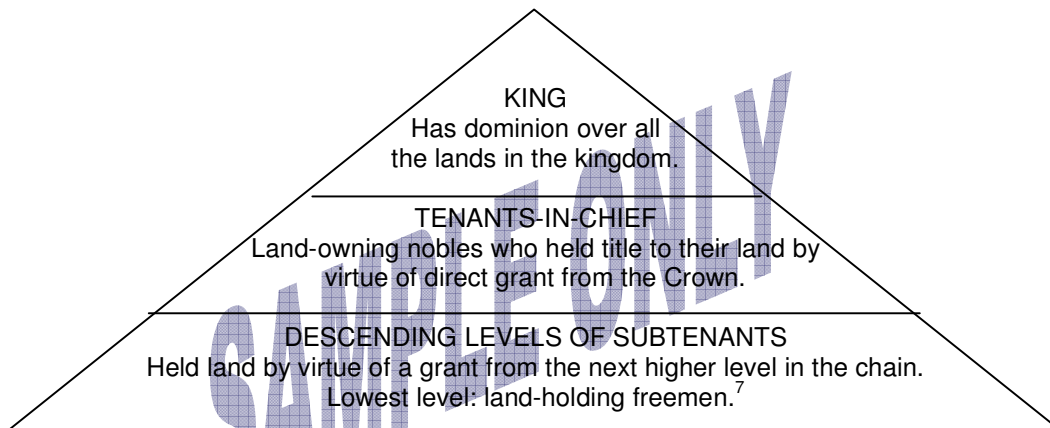 KING
Has dominion over all
the lands in the kingdom.
TENANTS-IN-CHIEF
Land-owning nobles who held title to their land by
virtue of direct grant from the Crown.
DESCENDING LEVELS OF SUBTENANTS
Held land by virtue of a grant from the next higher level in the chain.
Lowest level: land-holding freemen.7
SAMPLE ONLY